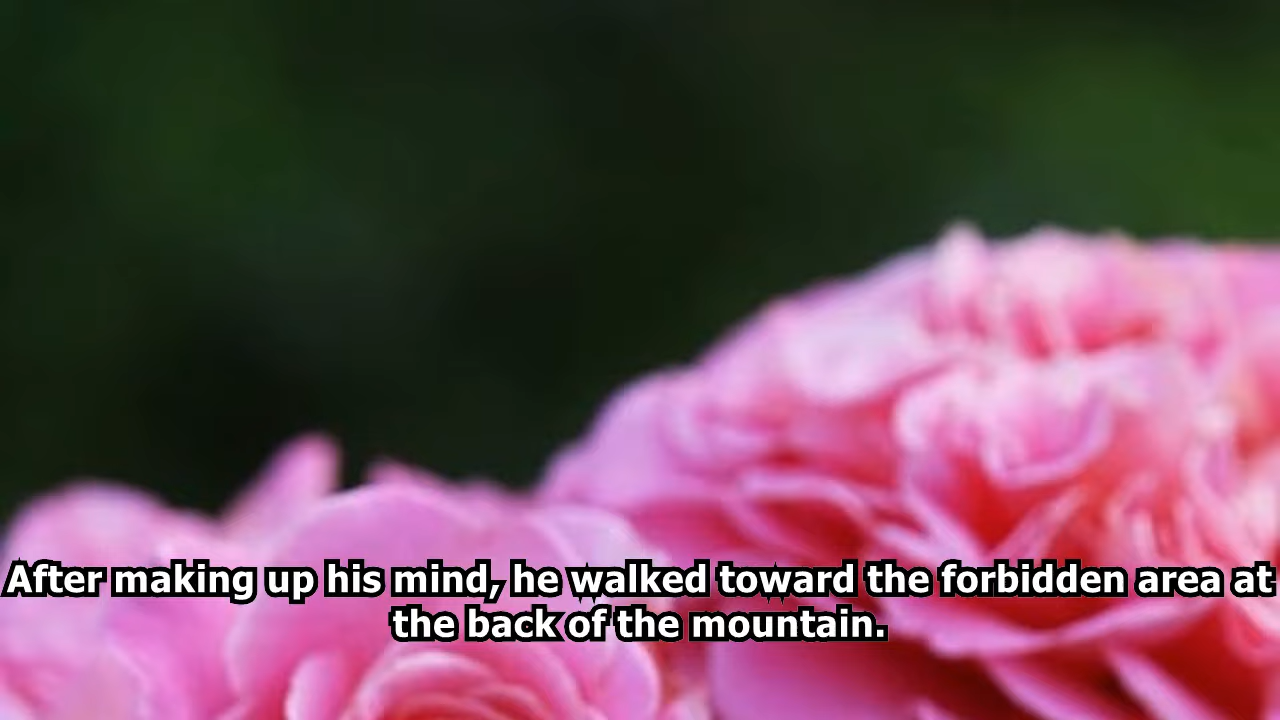 After making up his mind, he walked toward the forbidden area at
the back of the mountain.